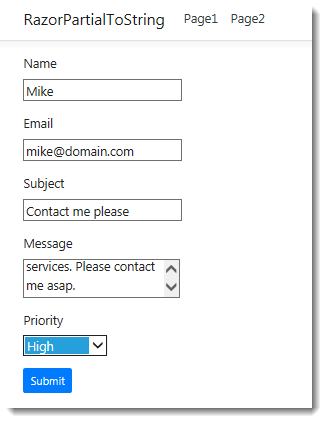 RazorPartialToString Page1 Page2
Name
Mike
Email
mike@domain.com
Subject
Contact me please
Message
services. Please contact
me asap.
Priority
High
Submit